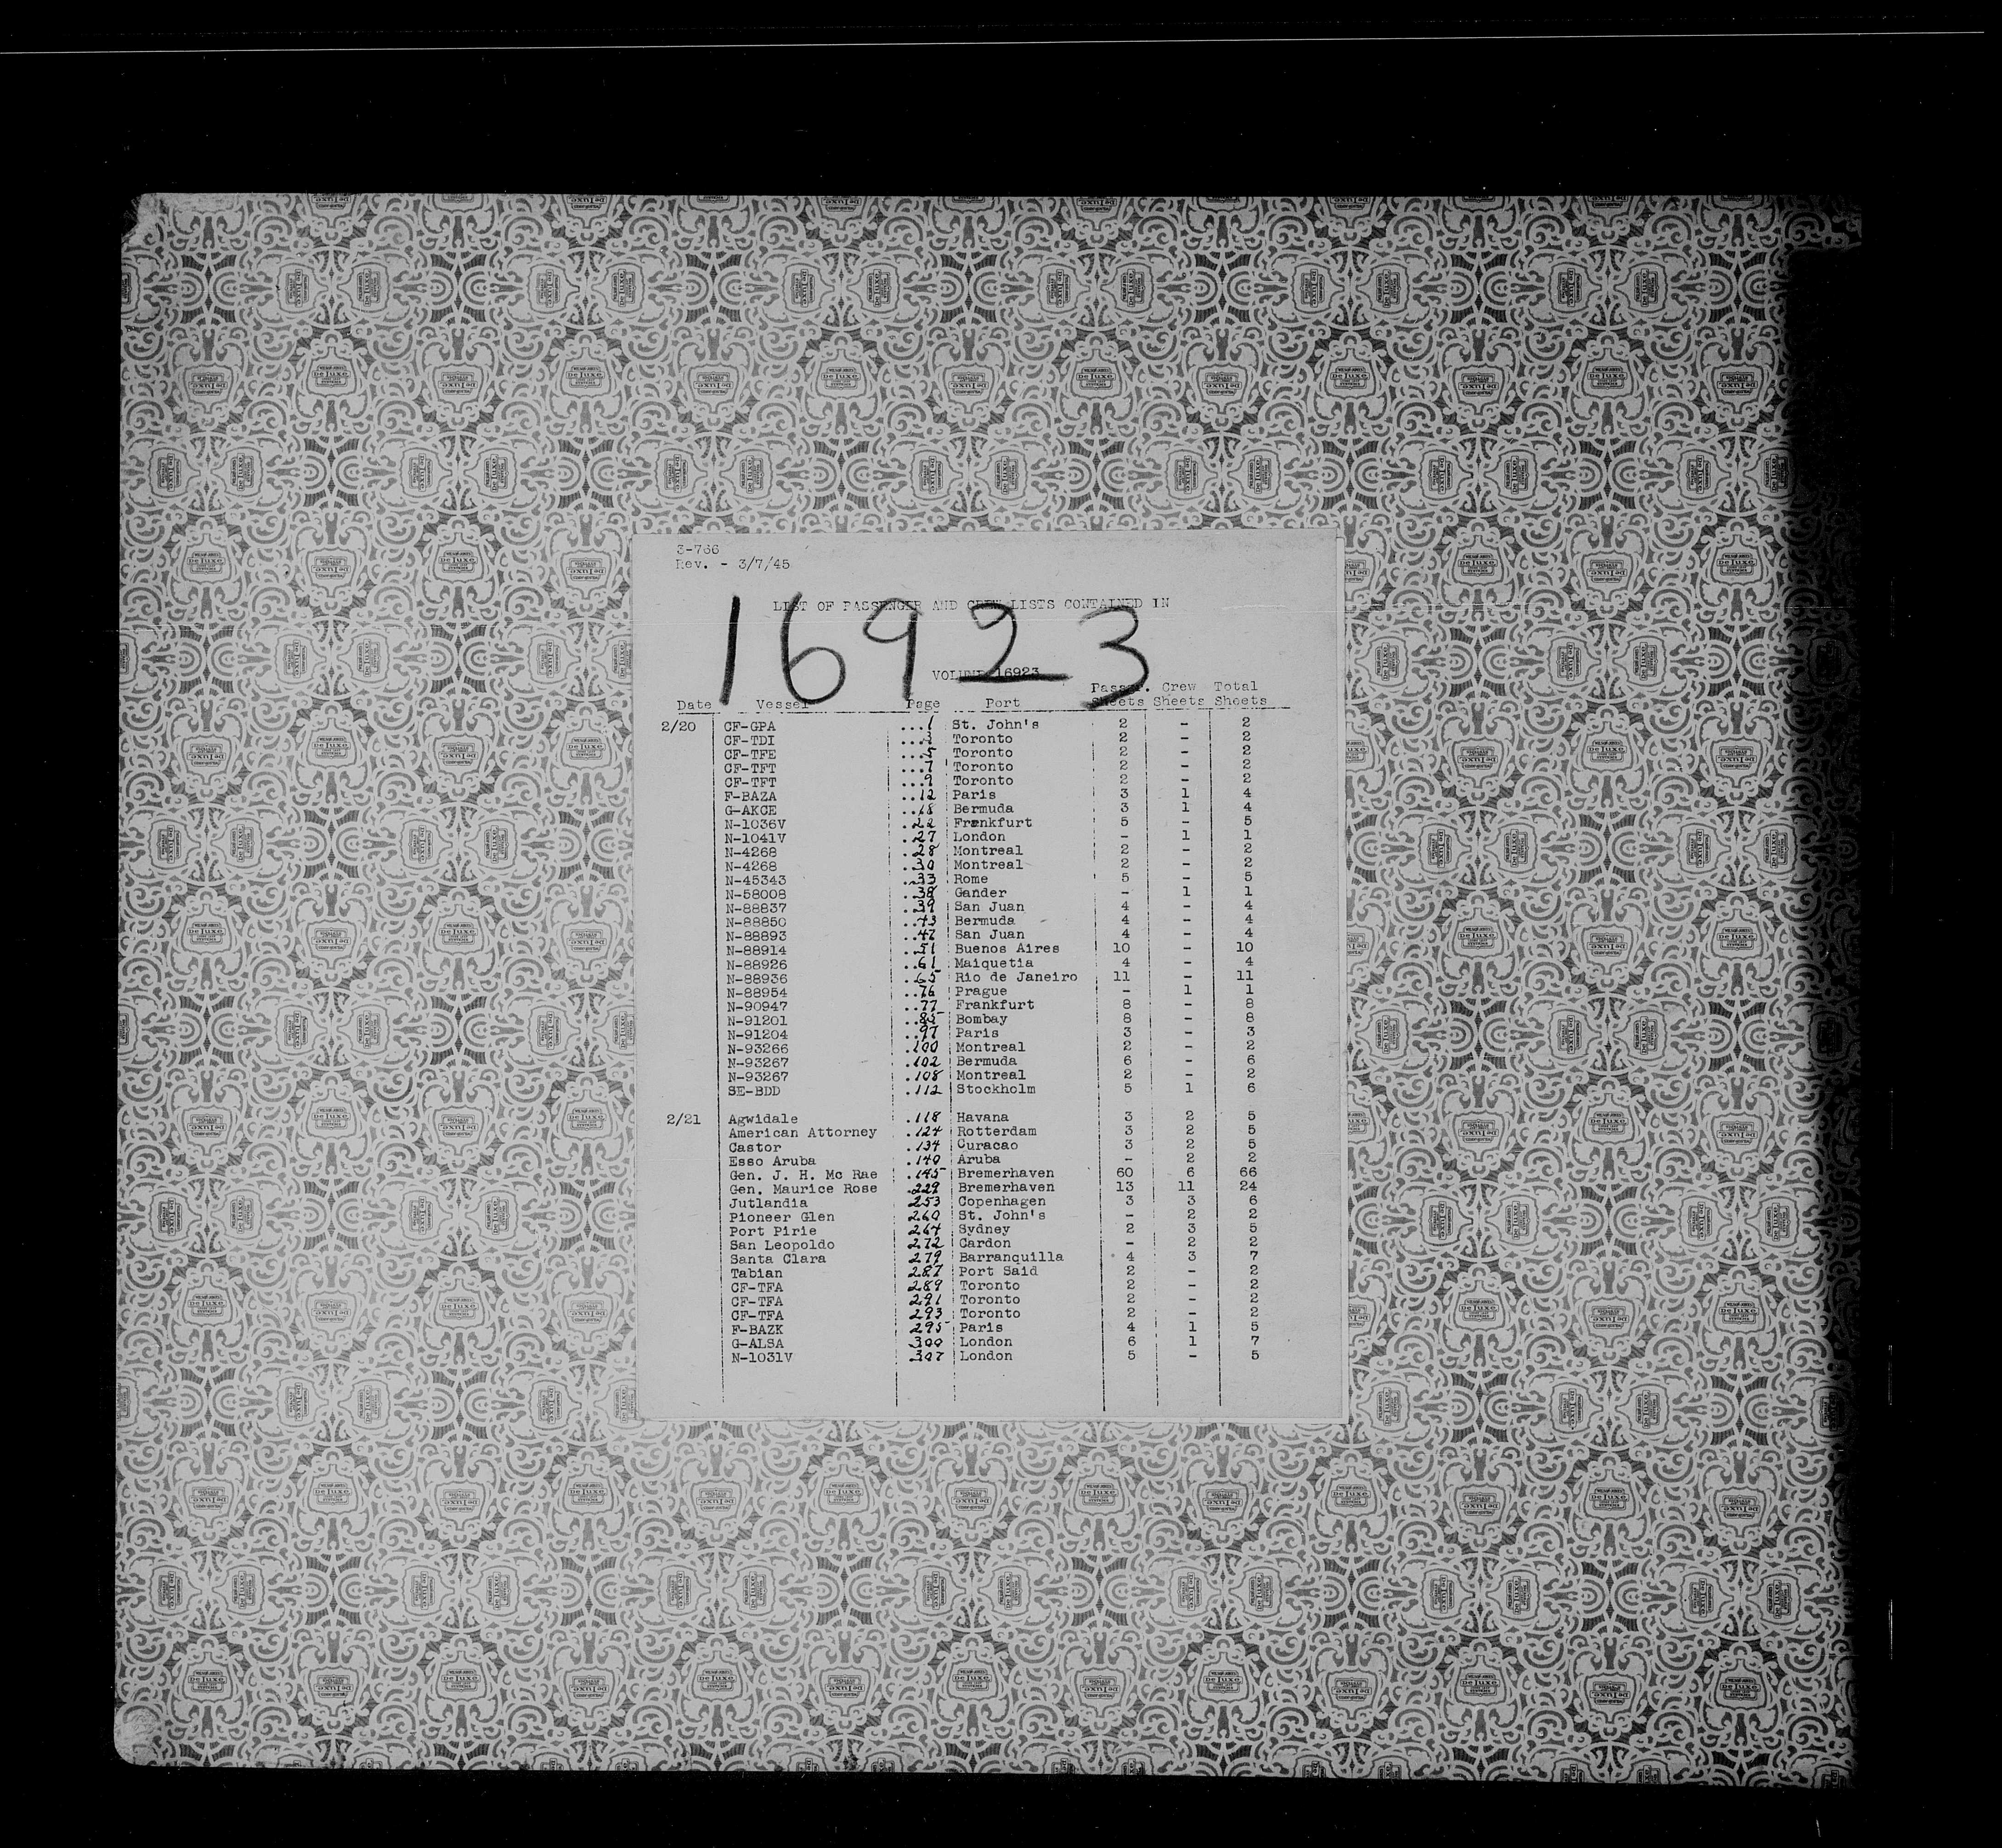 3-766
Rev. - 3/7/45
LIST OF PASSENGER AND CREW LISTS CONTAINED IN
16923
VOLUME 16923
Date Vessel Page Port Passgr. Sheets Crew Sheets Total Sheets
2/20 CF-GPA ...1 St. John's 2 - 2
CF-TDI ...3 Toronto 2 - 2
CF-TFE ...5 Toronto 2 - 2
CF-TFT ...7 Toronto 2 - 2
CF-TFT ...9 Toronto 2 - 2
F-BAZA ..12 Paris 3 1 4
G-AKGE ..18 Bermuda 3 1 4
N-1036V ..22 Frankfurt 5 - 5
N-1041V ..27 London - 1 1
N-4268 ..28 Montreal 2 - 2
N-4268 ..30 Montreal 2 - 2
N-45343 ..33 Rome 5 - 5
N-58008 ..38 Gander - 1 1
N-88837 ..39 San Juan 4 - 4
N-88850 ..43 Bermuda 4 - 4
N-88893 ..47 San Juan 4 - 4
N-88914 ..51 Buenos Aires 10 - 10
N-88926 ..61 Maiquetia 4 - 4
N-88936 ..65 Rio de Janeiro 11 - 11
N-88954 ..76 Prague - 1 1
N-90947 ..77 Frankfurt 8 - 8
N-91201 ..85 Bombay 8 - 8
N-91204 ..97 Paris 3 - 3
N-93266 .100 Montreal 2 - 2
N-93267 .102 Bermuda 6 - 6
N-93267 .108 Montreal 2 - 2
SE-BDD .112 Stockholm 5 1 6
2/21 Agwidale .118 Havana 3 2 5
American Attorney .124 Rotterdam 3 2 5
Castor .134 Curacao 3 2 5
Esso Aruba .140 Aruba - 2 2
Gen. J. H. Mc Rae .145 Bremerhaven 60 6 66
Gen. Maurice Rose 229 Bremerhaven 13 11 24
Jutlandia 253 Copenhagen 3 3 6
Pioneer Glen 260 St. John's - 2 2
Port Pirie 264 Sydney 2 3 5
San Leopoldo 272 Cardon - 2 2
Santa Clara 279 Barranquilla 4 3 7
Tabian 287 Port Said 2 - 2
CF-TFA 289 Toronto 2 - 2
CF-TFA 291 Toronto 2 - 2
CF-TFA 293 Toronto 2 - 2
F-BAZK 295 Paris 4 1 5
G-ALSA 300 London 6 1 7
N-1031V 307 London 5 - 5